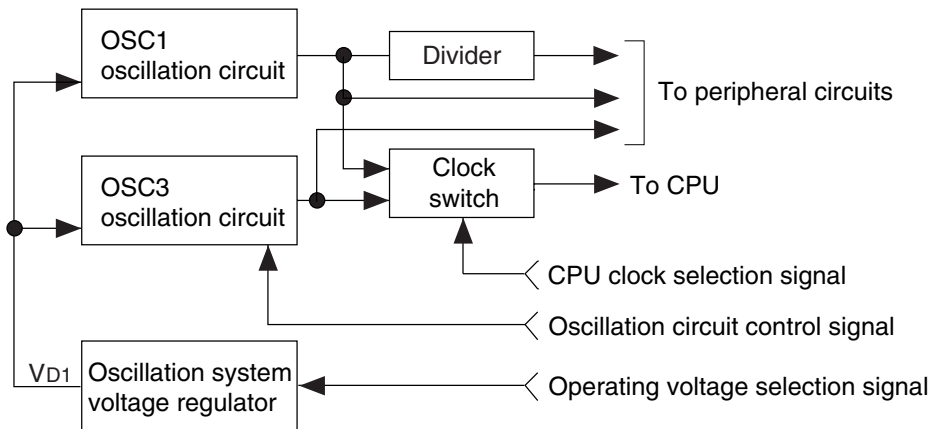 OSC1
oscillation circuit
Divider
To peripheral circuits
OSC3
oscillation circuit
Clock
switch
To CPU
CPU clock selection signal
Oscillation circuit control signal
VD1
Oscillation system
voltage regulator
Operating voltage selection signal